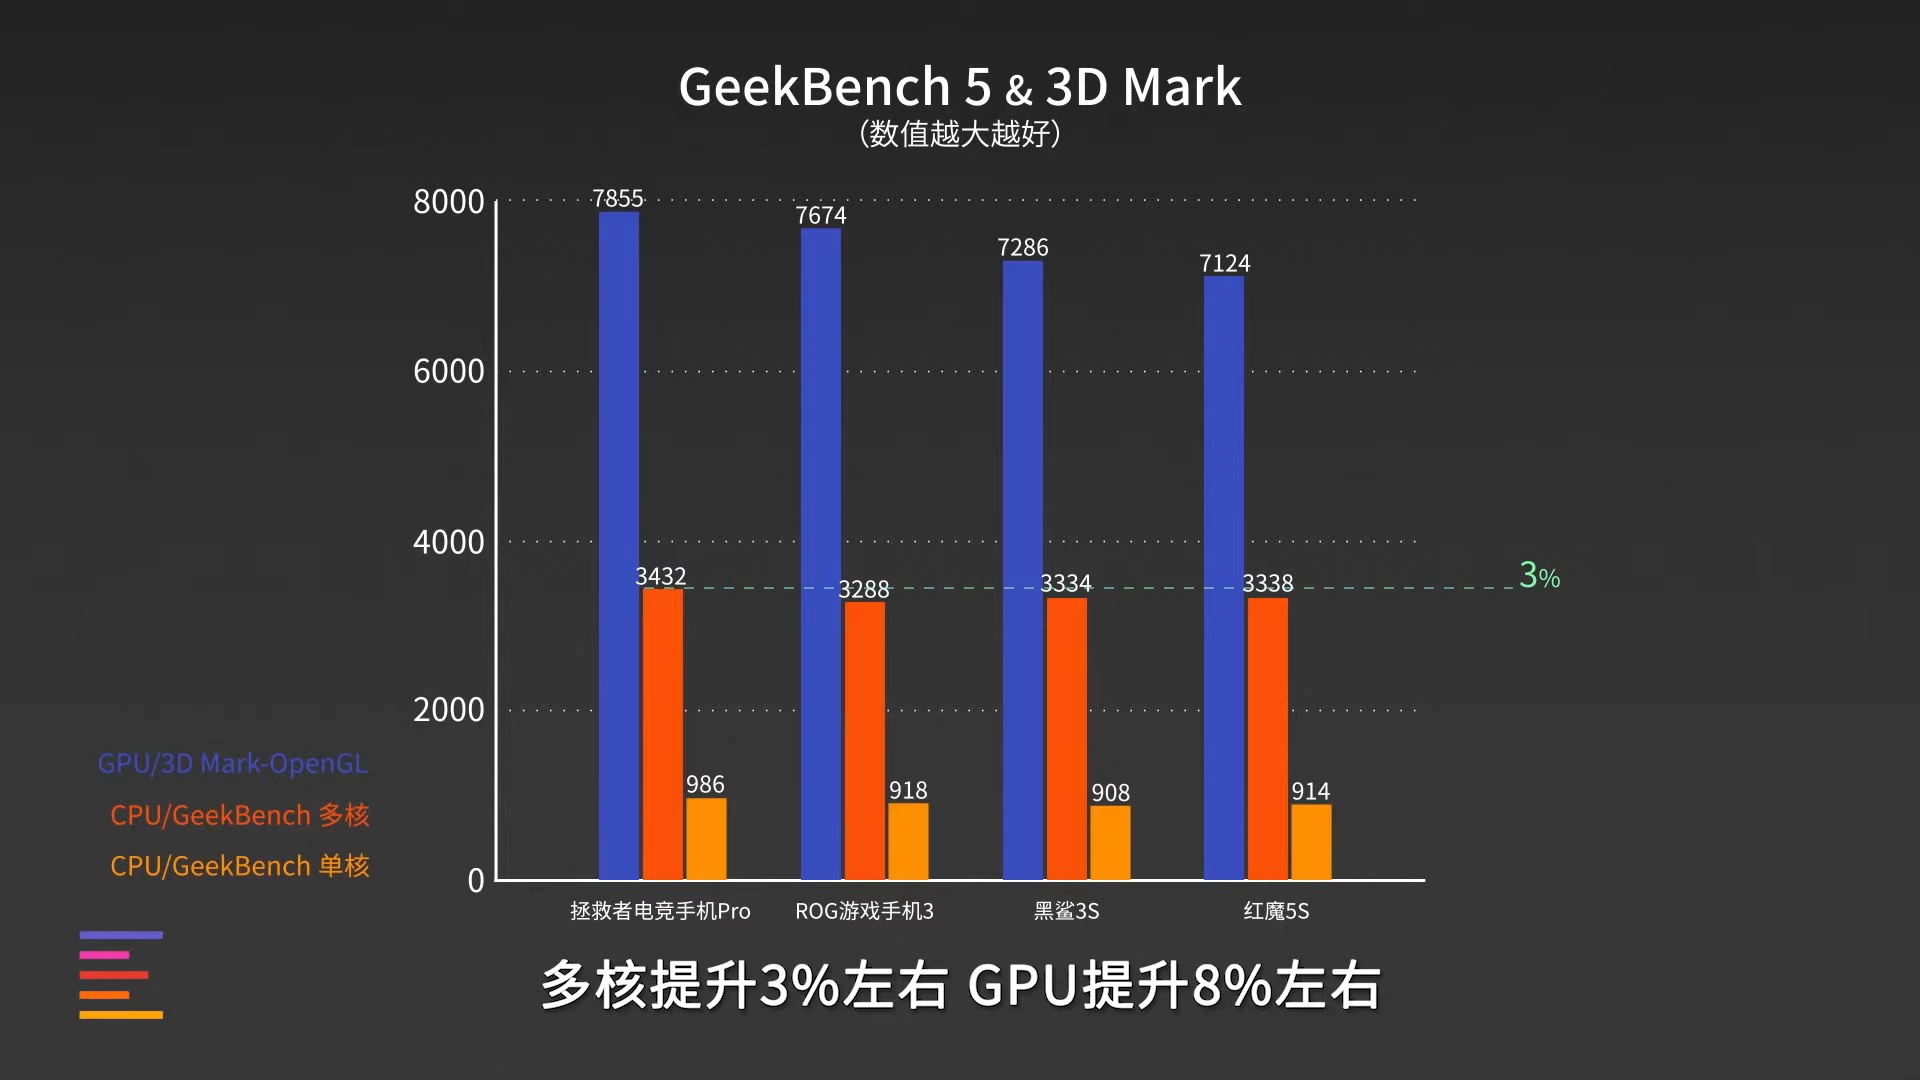 GeekBench 5 & 3D Mark
（数值越大越好）
8000
6000
4000
2000
0
7855
3432
986
7674
3288
918
7286
3334
908
7124
3338
914
3%
GPU/3D Mark-OpenGL
CPU/GeekBench 多核
CPU/GeekBench 单核
拯救者电竞手机Pro
ROG游戏手机3
黑鲨3S
红魔5S
多核提升3%左右 GPU提升8%左右